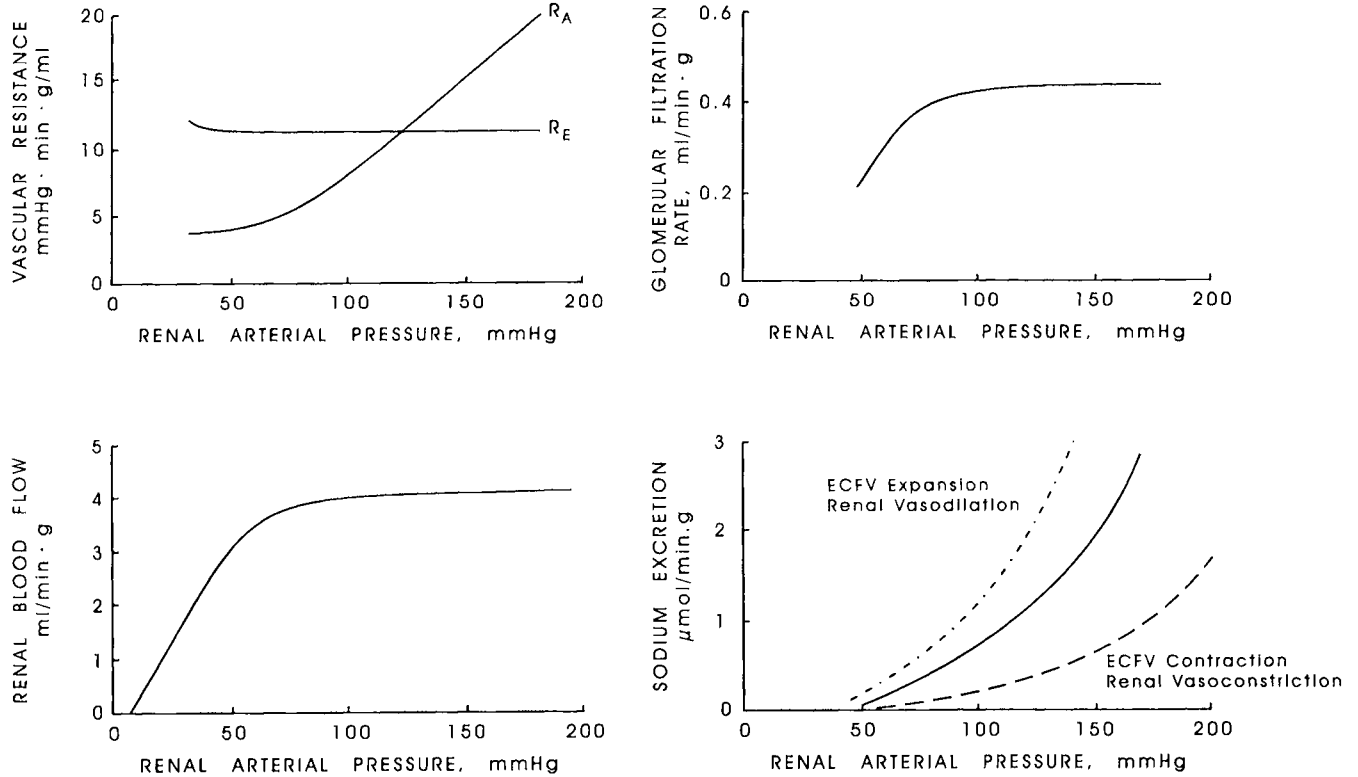 VASCULAR RESISTANCE
mmHg · min · g/ml
20
15
10
5
0
R_A
R_E
0 50 100 150 200
RENAL ARTERIAL PRESSURE, mmHg
GLOMERULAR FILTRATION
RATE, ml/min · g
0.6
0.4
0.2
0
0 50 100 150 200
RENAL ARTERIAL PRESSURE, mmHg
RENAL BLOOD FLOW
ml/min · g
5
4
3
2
1
0
0 50 100 150 200
RENAL ARTERIAL PRESSURE, mmHg
SODIUM EXCRETION
μmol/min.g
3
2
1
0
ECFV Expansion
Renal Vasodilation
ECFV Contraction
Renal Vasoconstriction
0 50 100 150 200
RENAL ARTERIAL PRESSURE, mmHg